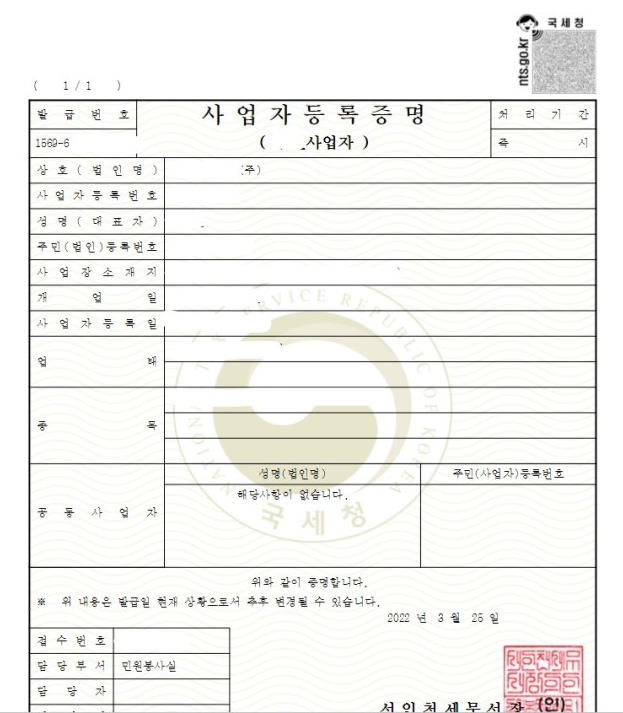 국세청
nts.go.kr
( 1/1 )
발급번호
사업자등록증명
처리기간
1569-6
( 사업자 )
즉시
상호(법인명)
(주)
사업자등록번호
성명(대표자)
주민(법인)등록번호
사업장소재지
개업일
사업자등록일
업태
종목
공동사업자
성명(법인명)
주민(사업자)등록번호
해당사항이 없습니다.
NATIONAL TAX SERVICE REPUBLIC OF KOREA
국세청
위와 같이 증명합니다.
※ 위 내용은 발급일 현재 상황으로서 추후 변경될 수 있습니다.
2022 년 3 월 25 일
접수번호
담당부서 민원봉사실
담당자
서인천세무서장 (인)